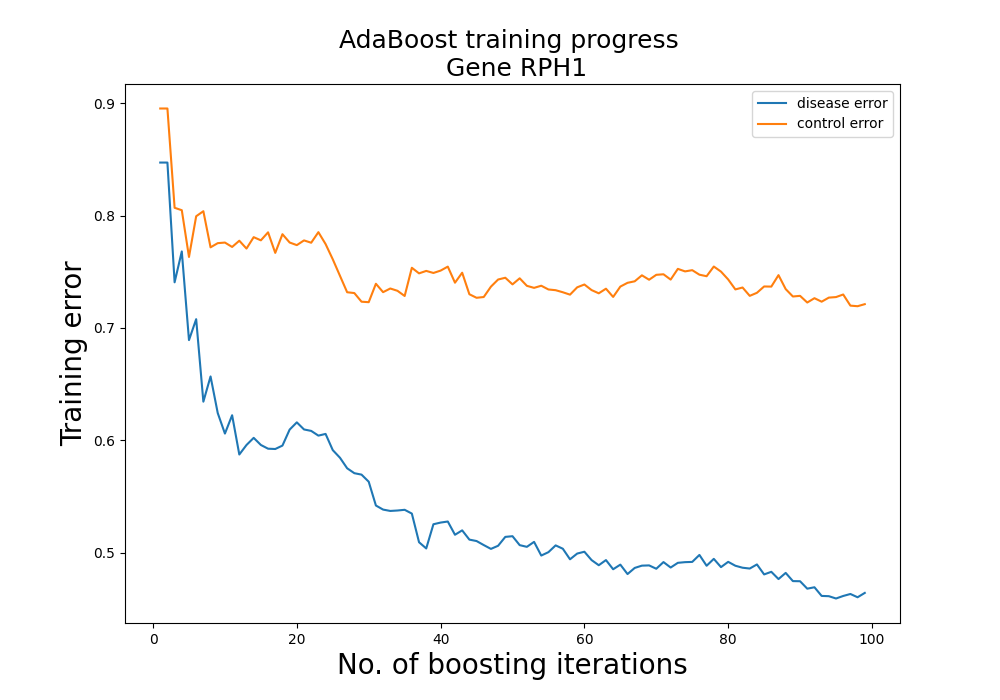 AdaBoost training progress
Gene RPH1
disease error
control error
Training error
0.9
0.8
0.7
0.6
0.5
0 20 40 60 80 100
No. of boosting iterations